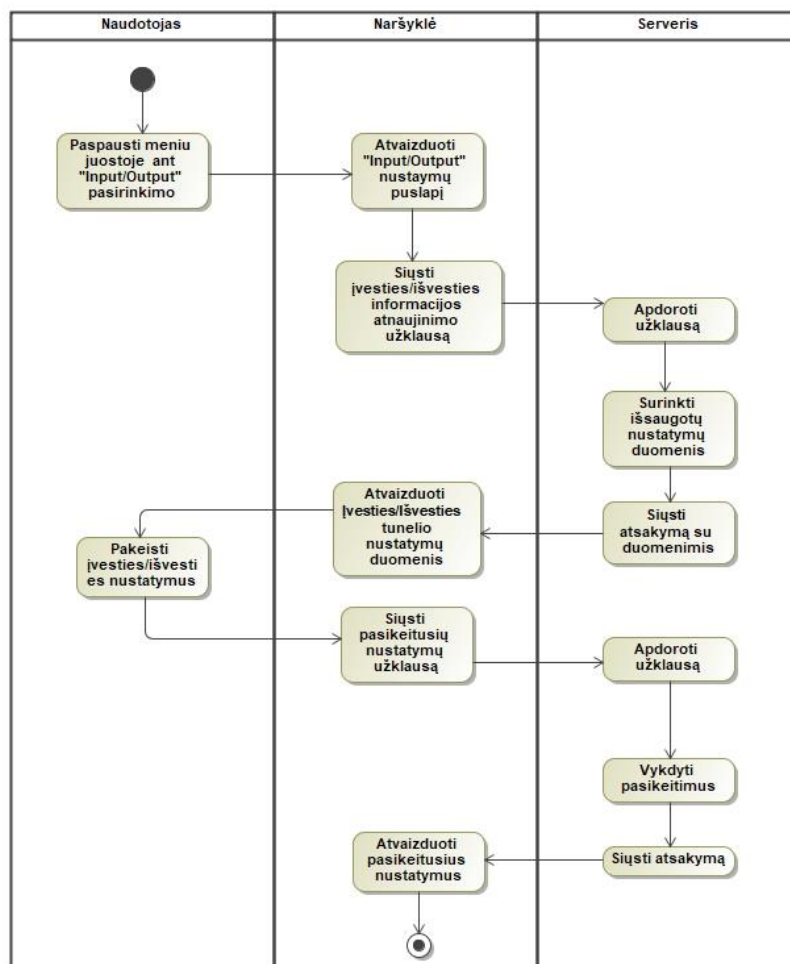 Naudotojas
Naršyklė
Serveris
Paspausti meniu
juostoje ant
"Input/Output"
pasirinkimo
Atvaizduoti
"Input/Output"
nustaymų
puslapį
Siųsti
įvesties/išvesties
informacijos
atnaujinimo
užklausą
Apdoroti
užklausą
Surinkti
išsaugotų
nustatymų
duomenis
Siųsti
atsakymą su
duomenimis
Atvaizduoti
Įvesties/Išvesties
tunelio
nustatymų
duomenis
Pakeisti
įvesties/išvesti
es nustatymus
Siųsti
pasikeitusių
nustatymų
užklausą
Apdoroti
užklausą
Vykdyti
pasikeitimus
Siųsti atsakymą
Atvaizduoti
pasikeitusius
nustatymus